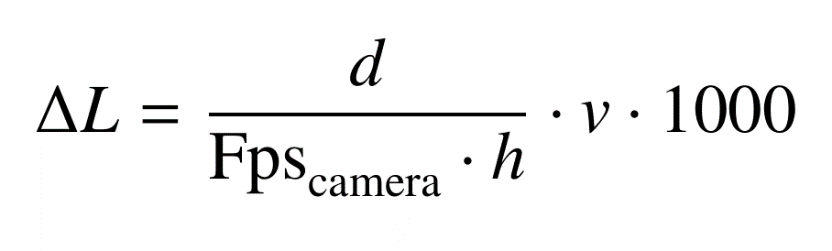 ΔL = d / (Fps_camera · h) · v · 1000